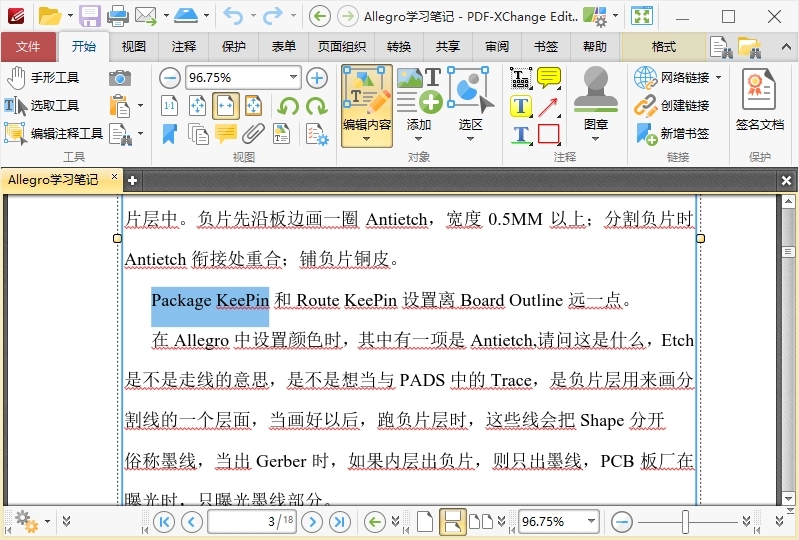 Allegro学习笔记 - PDF-XChange Edit..
文件 开始 视图 注释 保护 表单 页面组织 转换 共享 审阅 书签 帮助 格式
手形工具
选取工具
编辑注释工具
工具
96.75%
1:1
视图
编辑内容
添加
选区
对象
图章
注释
网络链接
创建链接
新增书签
链接
签名文档
保护
Allegro学习笔记
片层中。负片先沿板边画一圈 Antietch，宽度 0.5MM 以上；分割负片时
Antietch 衔接处重合；铺负片铜皮。
Package KeePin 和 Route KeePin 设置离 Board Outline 远一点。
在 Allegro 中设置颜色时，其中有一项是 Antietch,请问这是什么，Etch
是不是走线的意思，是不是想当与 PADS 中的 Trace，是负片层用来画分
割线的一个层面，当画好以后，跑负片层时，这些线会把 Shape 分开
俗称墨线，当出 Gerber 时，如果内层出负片，则只出墨线，PCB 板厂在
曝光时，只曝光墨线部分。
3/18
96.75%